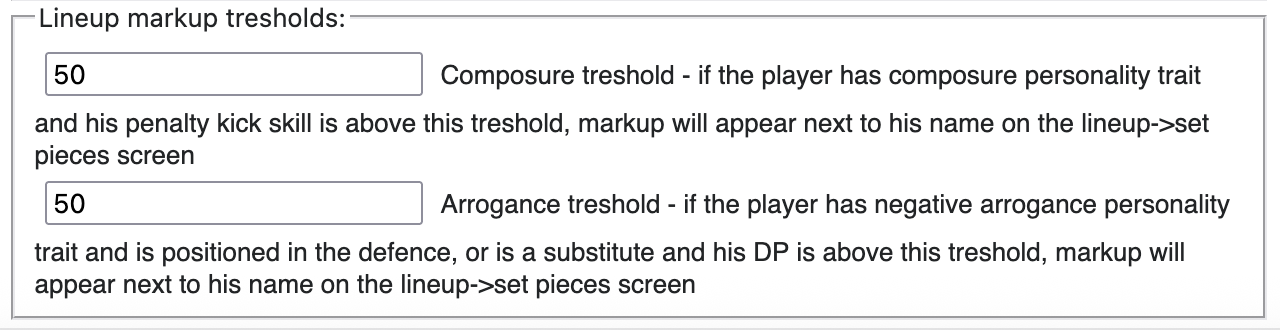 Lineup markup tresholds:
50 Composure treshold - if the player has composure personality trait
and his penalty kick skill is above this treshold, markup will appear next to his name on the lineup->set
pieces screen
50 Arrogance treshold - if the player has negative arrogance personality
trait and is positioned in the defence, or is a substitute and his DP is above this treshold, markup will
appear next to his name on the lineup->set pieces screen